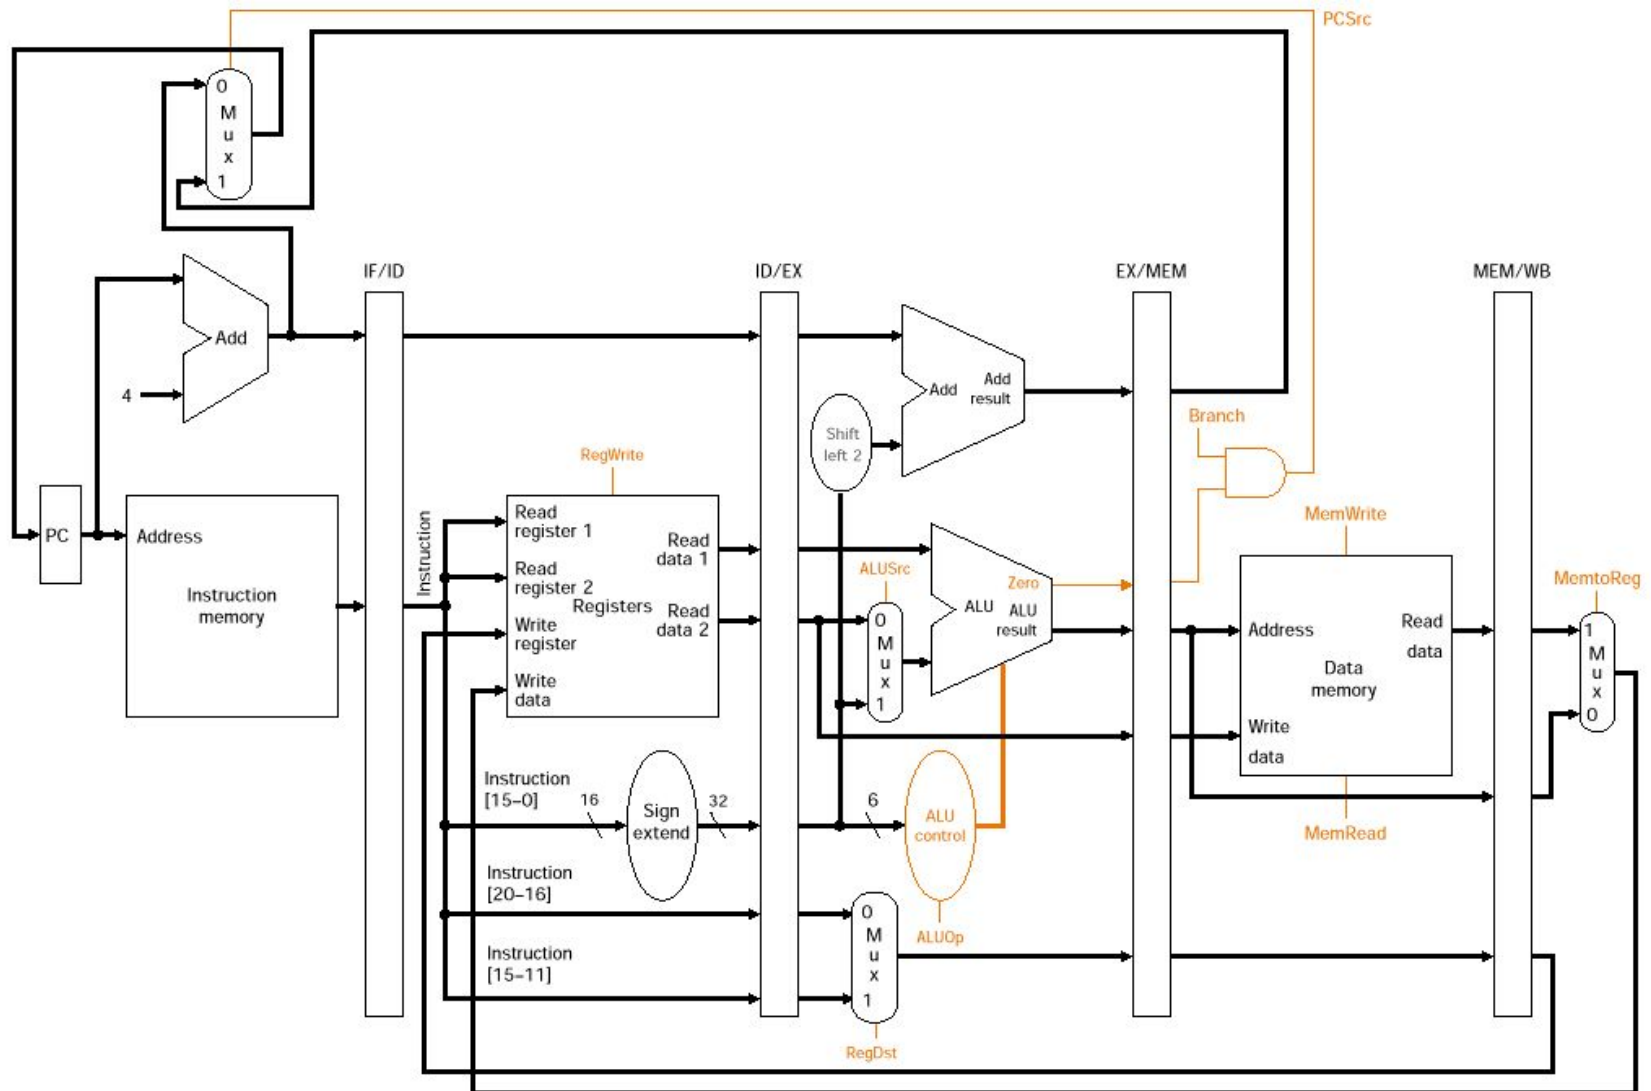 PCSrc
0
M
u
x
1
IF/ID
ID/EX
EX/MEM
MEM/WB
Add
4
Add
Add
result
Shift
left 2
Branch
RegWrite
PC
Address
Instruction
memory
Instruction
Read
register 1
Read
register 2
Write
register
Write
data
Registers
Read
data 1
Read
data 2
ALUSrc
0
M
u
x
1
Zero
ALU
ALU
result
MemWrite
Address
Read
data
Data
memory
Write
data
MemRead
MemtoReg
1
M
u
x
0
Instruction
[15–0]
16
Sign
extend
32
6
ALU
control
ALUOp
Instruction
[20–16]
Instruction
[15–11]
0
M
u
x
1
RegDst